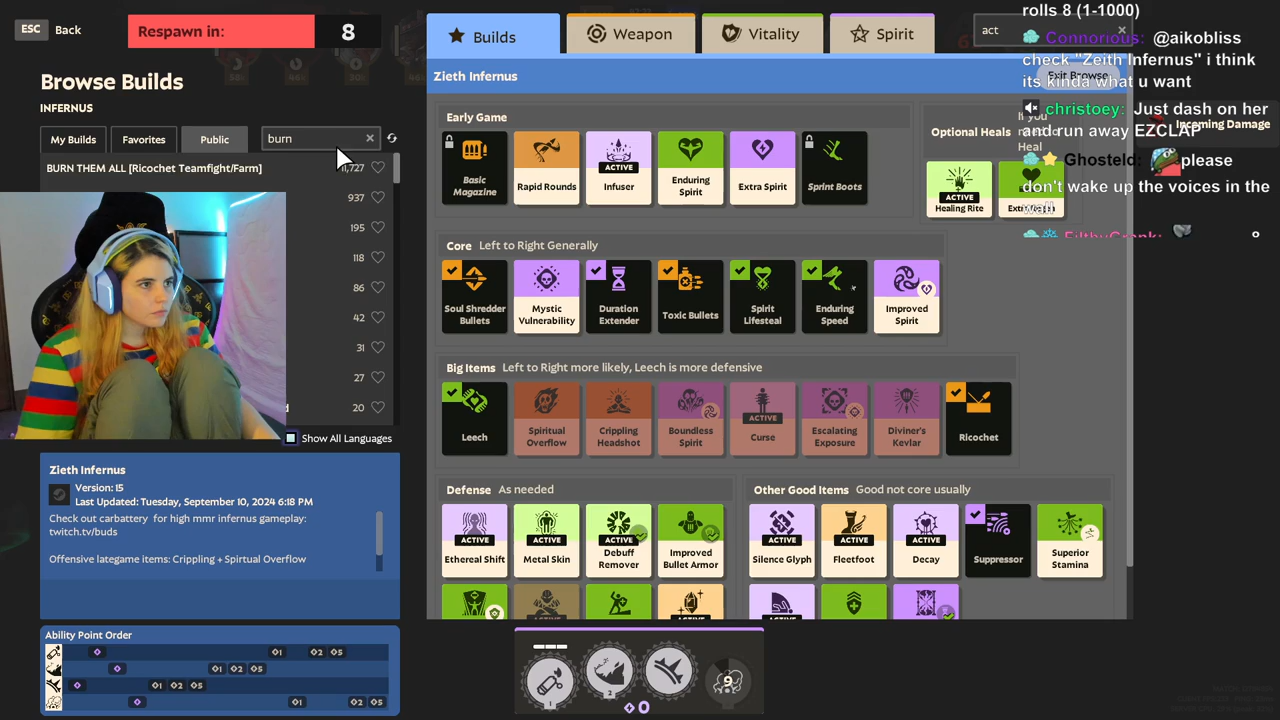 ESC Back
Respawn in: 8
Browse Builds
INFERNUS
My Builds Favorites Public burn
BURN THEM ALL [Ricochet Teamfight/Farm]
937
195
118
86
42
31
27
20
Show All Languages
Zieth Infernus
Version: 15
Last Updated: Tuesday, September 10, 2024 6:18 PM
Check out carbattery for high mmr infernus gameplay:
twitch.tv/buds
Offensive lategame items: Crippling + Spirtual Overflow
Ability Point Order
Builds Weapon Vitality Spirit act
Zieth Infernus
Exit Browse
Early Game
Basic Magazine
Rapid Rounds
ACTIVE
Infuser
Enduring Spirit
Extra Spirit
Sprint Boots
Optional Heals
Heal
ACTIVE
Healing Rite
Core Left to Right Generally
Soul Shredder Bullets
Mystic Vulnerability
Duration Extender
Toxic Bullets
Spirit Lifesteal
Enduring Speed
Improved Spirit
Big Items Left to Right more likely, Leech is more defensive
Leech
Spiritual Overflow
Crippling Headshot
Boundless Spirit
ACTIVE
Curse
Escalating Exposure
Diviner's Kevlar
Ricochet
Defense As needed
ACTIVE
Ethereal Shift
ACTIVE
Metal Skin
ACTIVE
Debuff Remover
Improved Bullet Armor
Other Good Items Good not core usually
ACTIVE
Silence Glyph
ACTIVE
Fleetfoot
ACTIVE
Decay
Suppressor
Superior Stamina
2
9
0
rolls 8 (1-1000)
Connorious: @aikobliss
check "Zeith Infernus" i think
its kinda what u want
christoey: Just dash on her
and run away EZCLAP
Incoming Damage
Ghosteld: please
don't wake up the voices in the